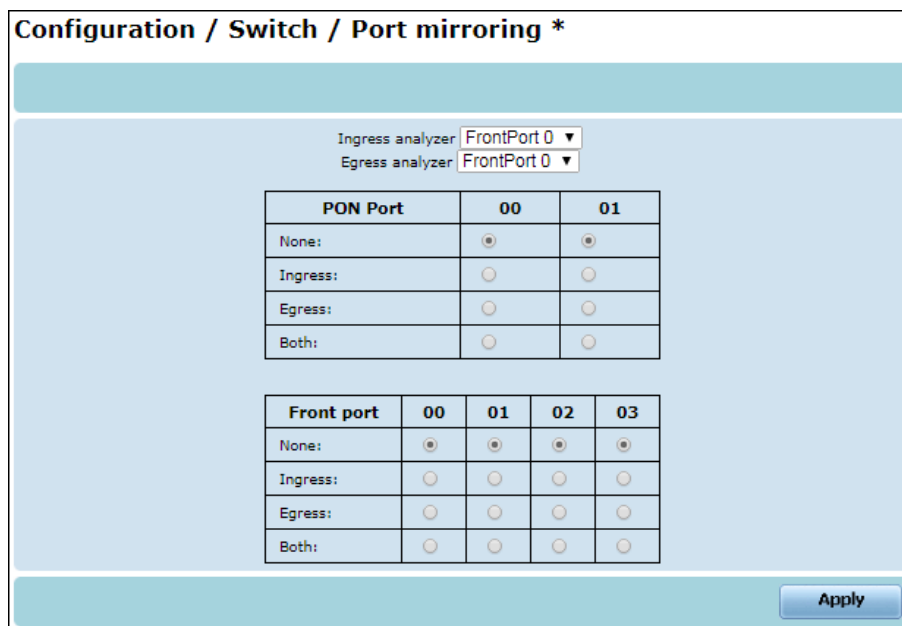 Configuration / Switch / Port mirroring *
Ingress analyzer FrontPort 0
Egress analyzer FrontPort 0
PON Port 00 01
None:
Ingress:
Egress:
Both:
Front port 00 01 02 03
None:
Ingress:
Egress:
Both:
Apply